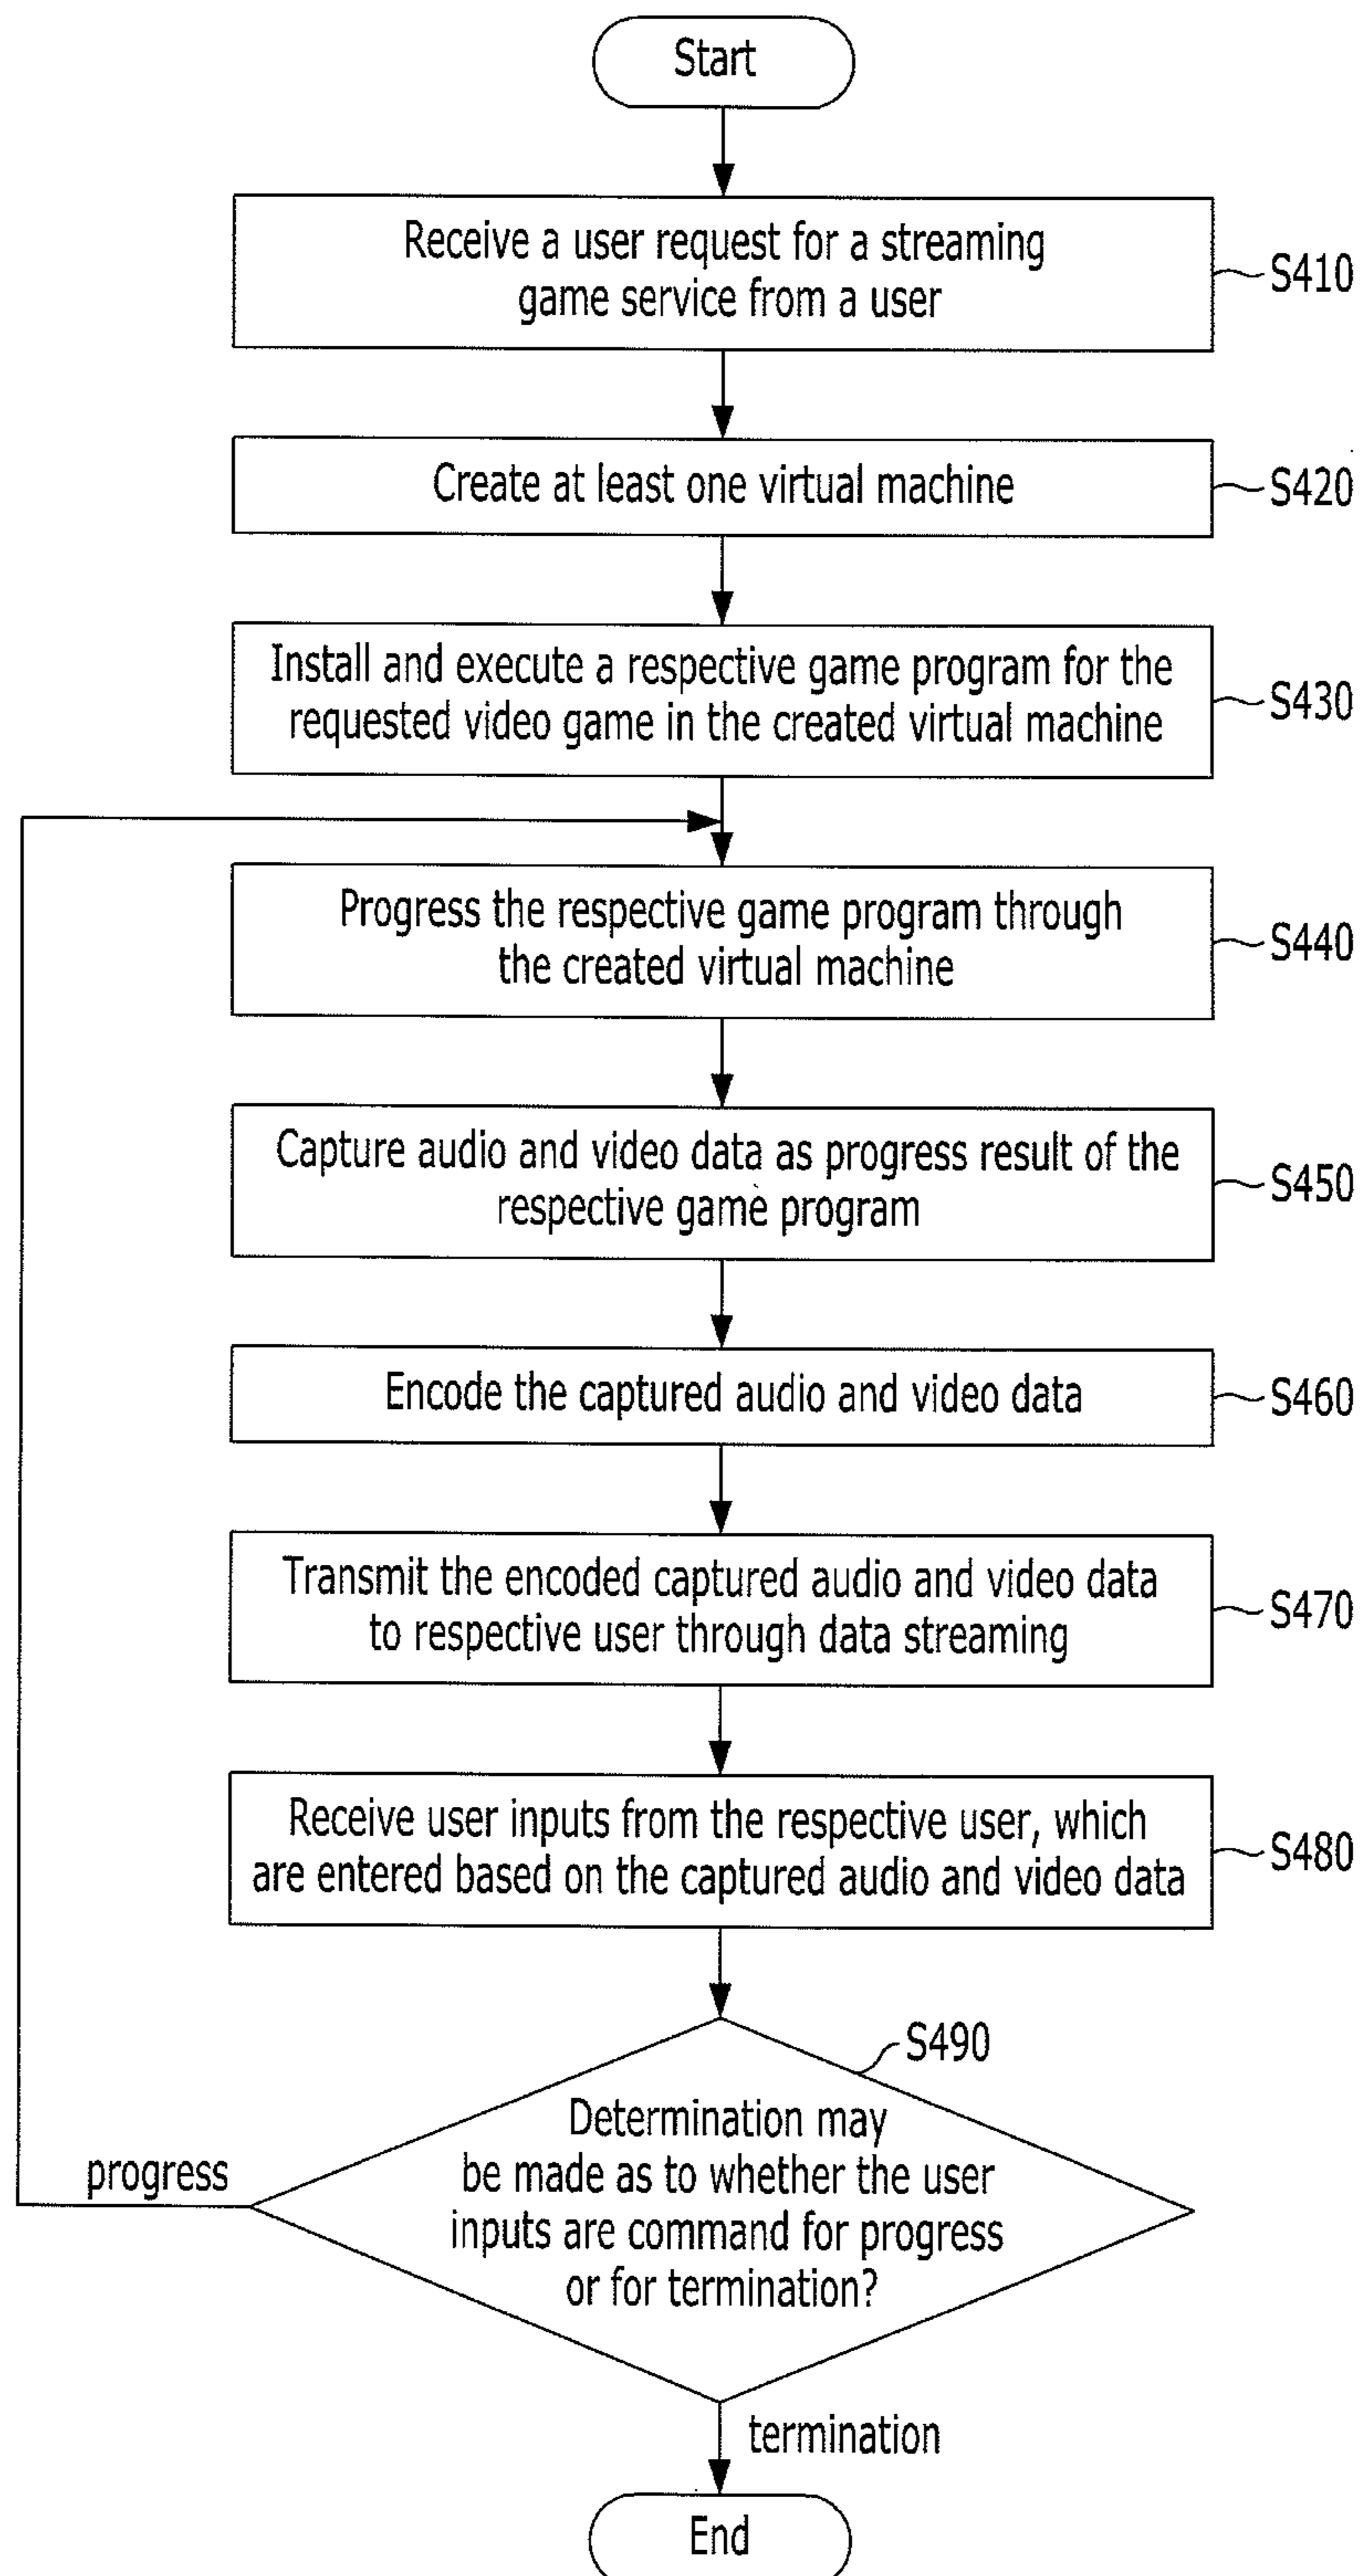 Start
Receive a user request for a streaming
game service from a user
S410
Create at least one virtual machine
S420
Install and execute a respective game program for the
requested video game in the created virtual machine
S430
Progress the respective game program through
the created virtual machine
S440
Capture audio and video data as progress result of the
respective game program
S450
Encode the captured audio and video data
S460
Transmit the encoded captured audio and video data
to respective user through data streaming
S470
Receive user inputs from the respective user, which
are entered based on the captured audio and video data
S480
S490
Determination may
be made as to whether the user
inputs are command for progress
or for termination?
progress
termination
End